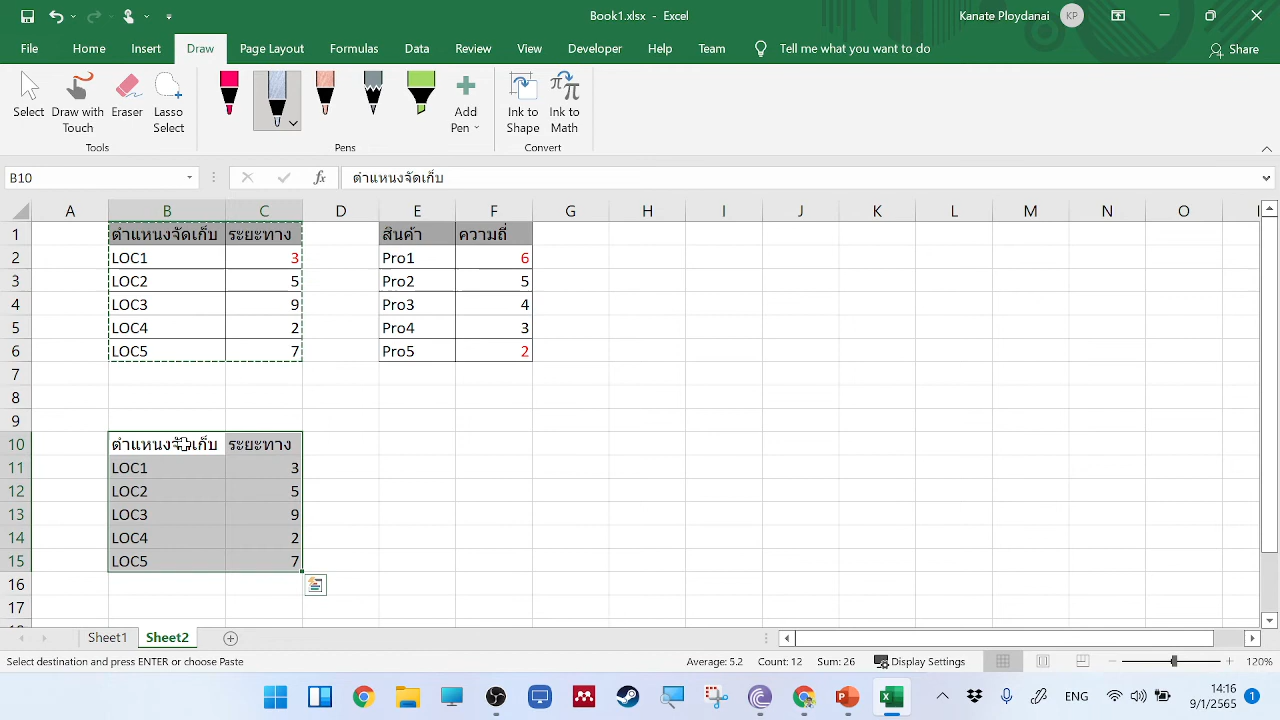 Book1.xlsx - Excel
Kanate Ploydanai KP
File Home Insert Draw Page Layout Formulas Data Review View Developer Help Team Tell me what you want to do Share
Select Draw with Touch Eraser Lasso Select Add Pen Ink to Shape Ink to Math
Tools Pens Convert
B10 fx ตำแหนงจัดเก็บ
A B C D E F G H I J K L M N O
1 ตำแหนงจัดเก็บ ระยะทาง สินค้า ความถี่
2 LOC1 3 Pro1 6
3 LOC2 5 Pro2 5
4 LOC3 9 Pro3 4
5 LOC4 2 Pro4 3
6 LOC5 7 Pro5 2
7
8
9
10 ตำแหนงจัดเก็บ ระยะทาง
11 LOC1 3
12 LOC2 5
13 LOC3 9
14 LOC4 2
15 LOC5 7
16
17
Sheet1 Sheet2
Select destination and press ENTER or choose Paste Average: 5.2 Count: 12 Sum: 26 Display Settings 120%
ENG 14:16
9/1/2565 1